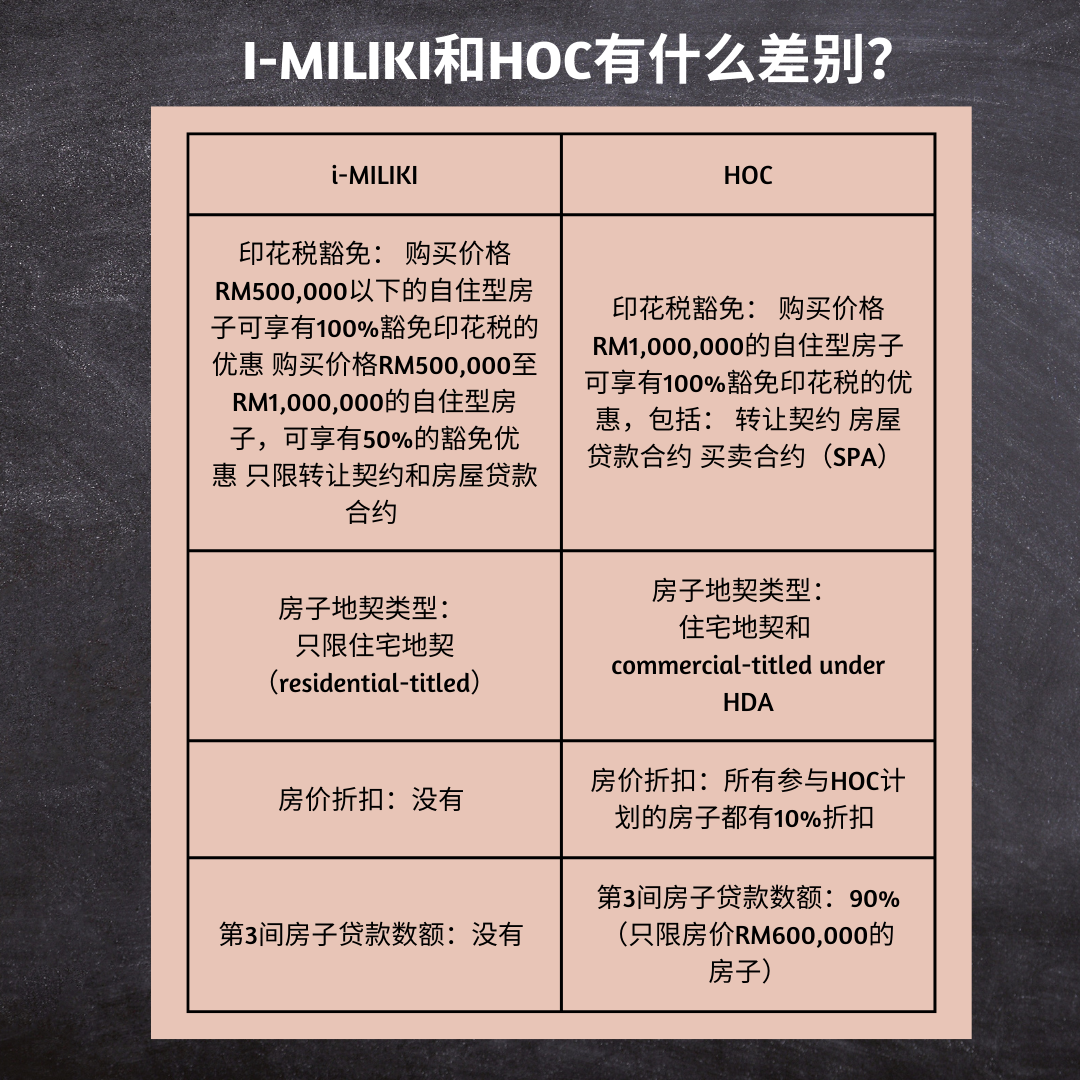 I-MILIKI和HOC有什么差别？
i-MILIKI
HOC
印花税豁免： 购买价格
RM500,000以下的自住型房
子可享有100%豁免印花税的
优惠 购买价格RM500,000至
RM1,000,000的自住型房
子，可享有50%的豁免优
惠 只限转让契约和房屋贷款
合约
印花税豁免： 购买价格
RM1,000,000的自住型房子
可享有100%豁免印花税的优
惠，包括： 转让契约 房屋
贷款合约 买卖合约（SPA）
房子地契类型：
只限住宅地契
（residential-titled）
房子地契类型：
住宅地契和
commercial-titled under
HDA
房价折扣：没有
房价折扣：所有参与HOC计
划的房子都有10%折扣
第3间房子贷款数额：没有
第3间房子贷款数额：90%
（只限房价RM600,000的
房子）